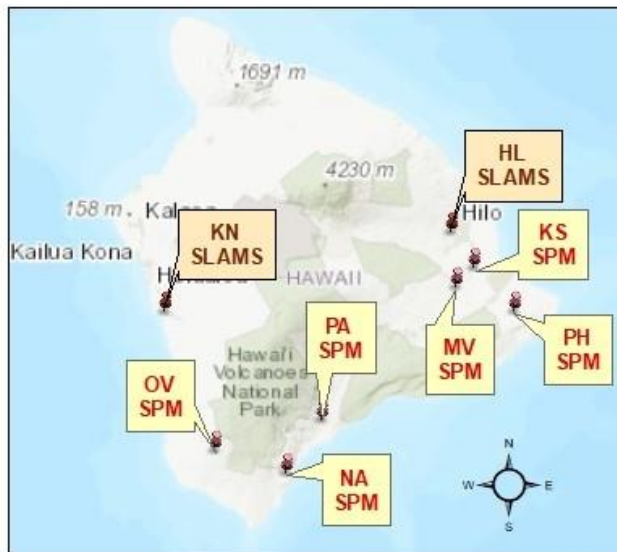 1691 m
4230 m
HL
SLAMS
Hilo
158 m
KN
SLAMS
Kailua Kona
KS
SPM
HAWAII
PA
SPM
MV
SPM
PH
SPM
Hawai'i
Volcanoes
National
Park
OV
SPM
NA
SPM
N
W
E
S